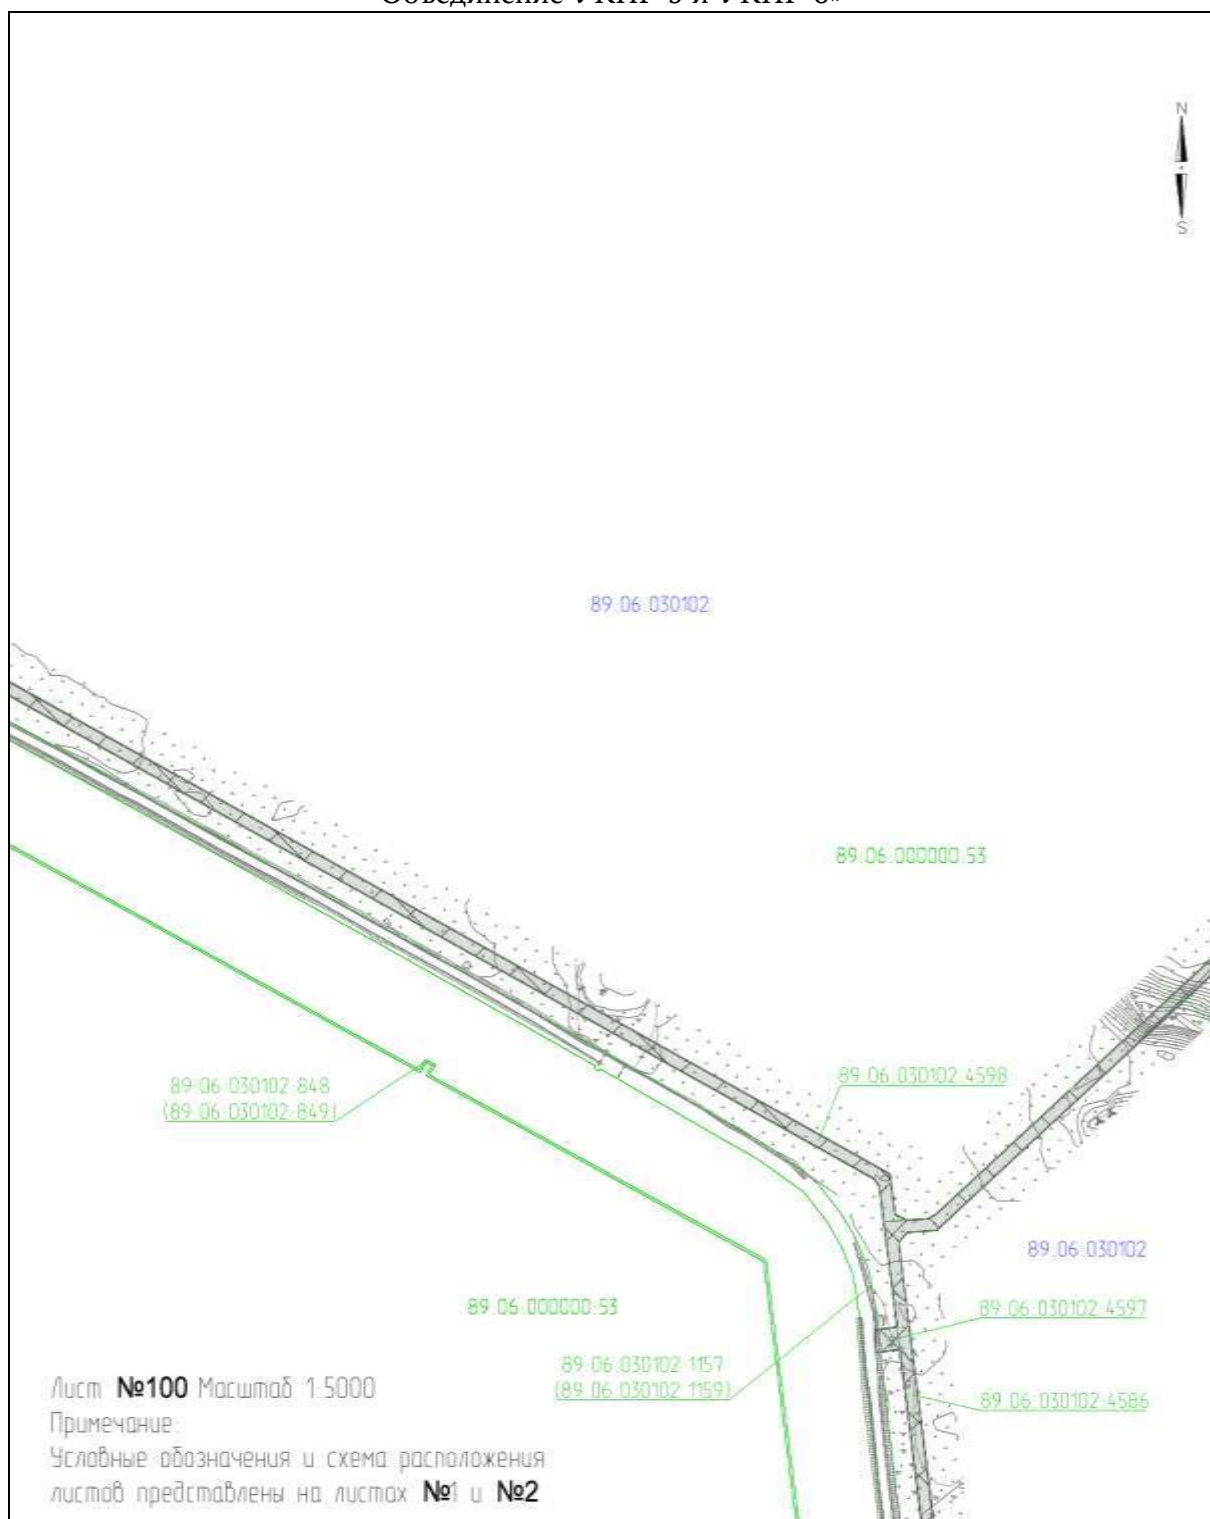 N
S
89:06:030102
89:06:000000:53
89:06:030102:4598
89:06:030102:848
(89:06:030102:849)
89:06:030102
89:06:000000:53
89:06:030102:4597
89:06:030102:1157
(89:06:030102:1159)
89:06:030102:4586
Лист №100 Масштаб 1:5000
Примечание:
Условные обозначения и схема расположения
листов представлены на листах №1 и №2